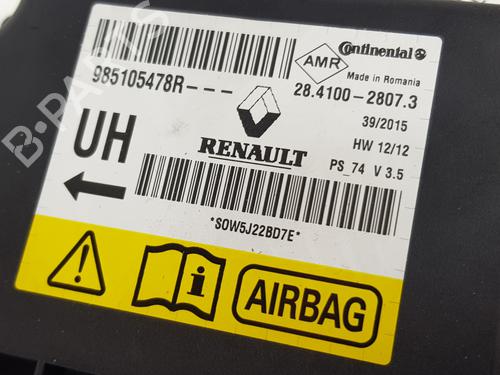 AMR
Continental
Made in Romania
985105478R---
28.4100-2807.3
39/2015
HW 12/12
PS_74 V 3.5
UH
RENAULT
*SOW5J22BD7E*
i
AIRBAG
B-PARTS